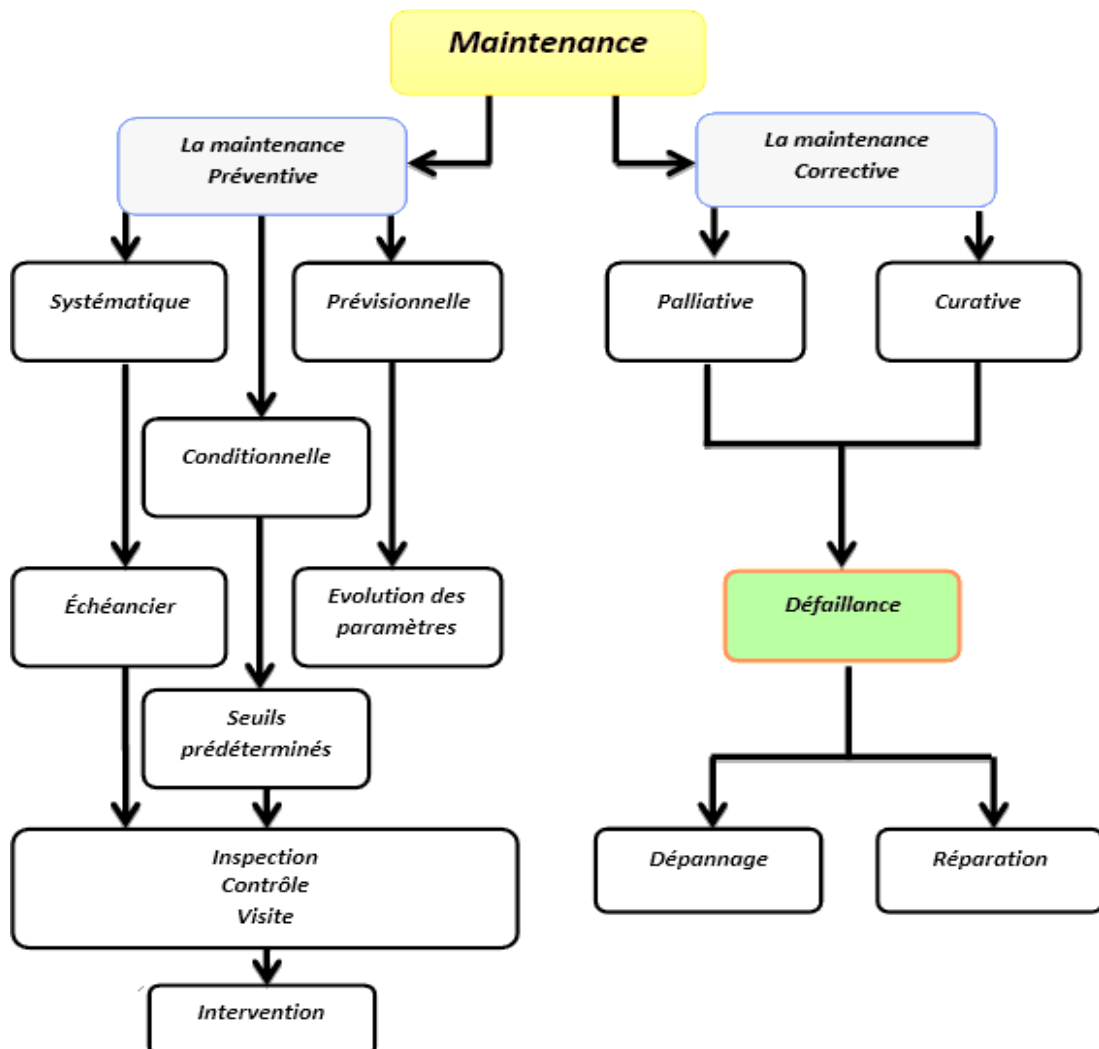 Maintenance
La maintenance
Préventive
La maintenance
Corrective
Systématique
Prévisionnelle
Palliative
Curative
Conditionnelle
Échéancier
Evolution des
paramètres
Défaillance
Seuils
prédéterminés
Inspection
Contrôle
Visite
Dépannage
Réparation
Intervention